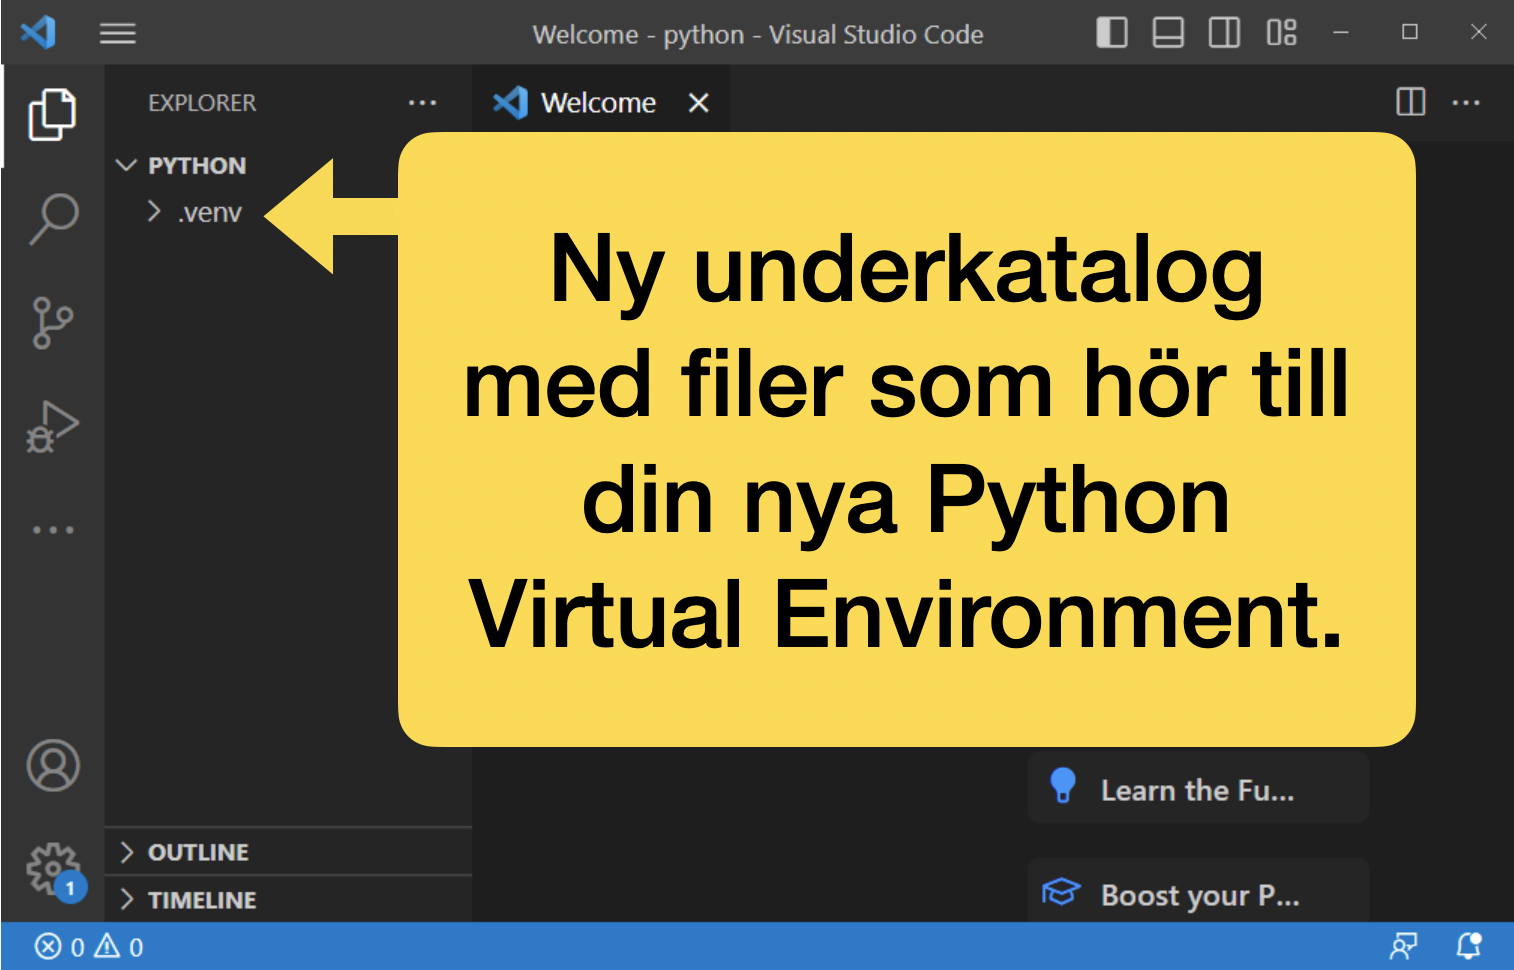 Welcome - python - Visual Studio Code
EXPLORER
Welcome
PYTHON
.venv
Ny underkatalog
med filer som hör till
din nya Python
Virtual Environment.
Learn the Fu...
Boost your P...
OUTLINE
TIMELINE
1
0 0